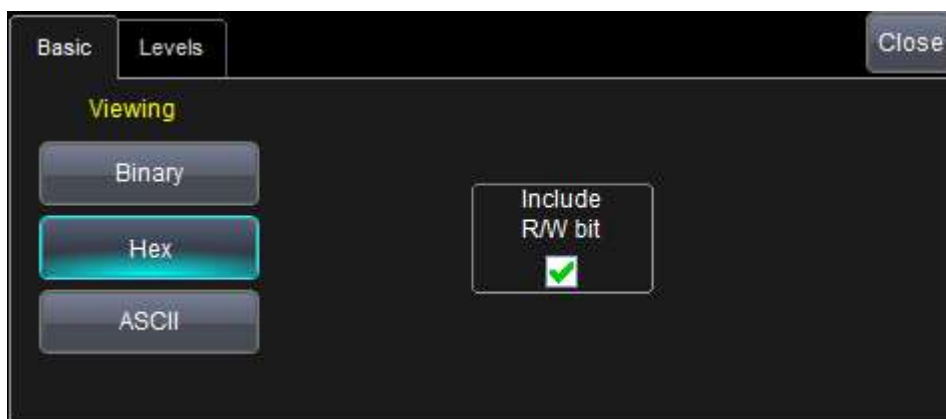 Basic
Levels
Close
Viewing
Binary
Hex
ASCII
Include
R/W bit